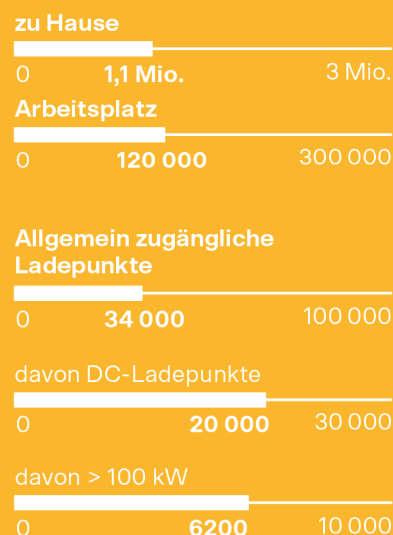 zu Hause
0 1,1 Mio. 3 Mio.
Arbeitsplatz
0 120 000 300 000
Allgemein zugängliche
Ladepunkte
0 34 000 100 000
davon DC-Ladepunkte
0 20 000 30 000
davon > 100 kW
0 6200 10 000